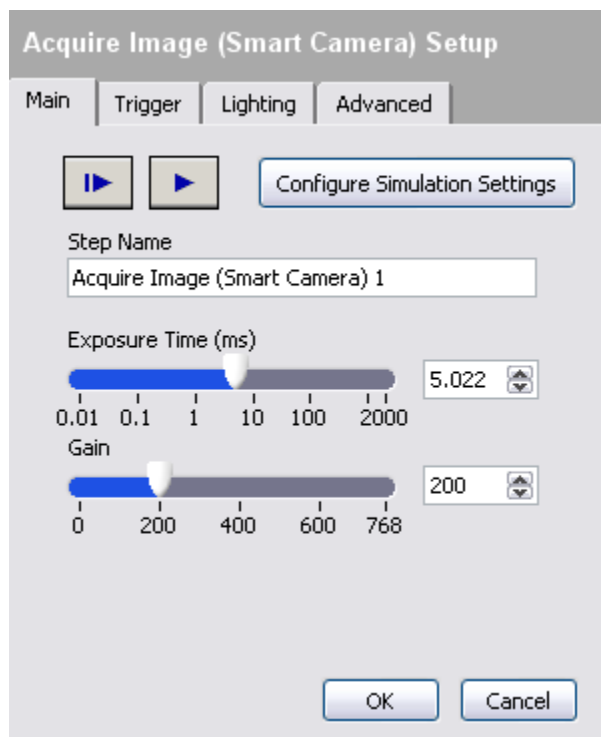 Acquire Image (Smart Camera) Setup
Main Trigger Lighting Advanced
Configure Simulation Settings
Step Name
Acquire Image (Smart Camera) 1
Exposure Time (ms)
5.022
0.01 0.1 1 10 100 2000
Gain
200
0 200 400 600 768
OK Cancel